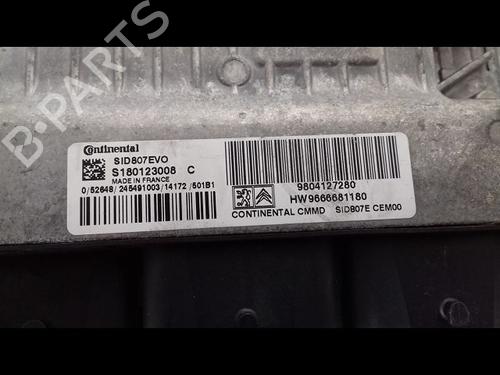 B-PARTS
Continental
SID807EVO
S180123008 C
MADE IN FRANCE
0/52648/245491003/14172/501B1
9804127280
HW9666681180
CONTINENTAL CMMD SID807E CEM00